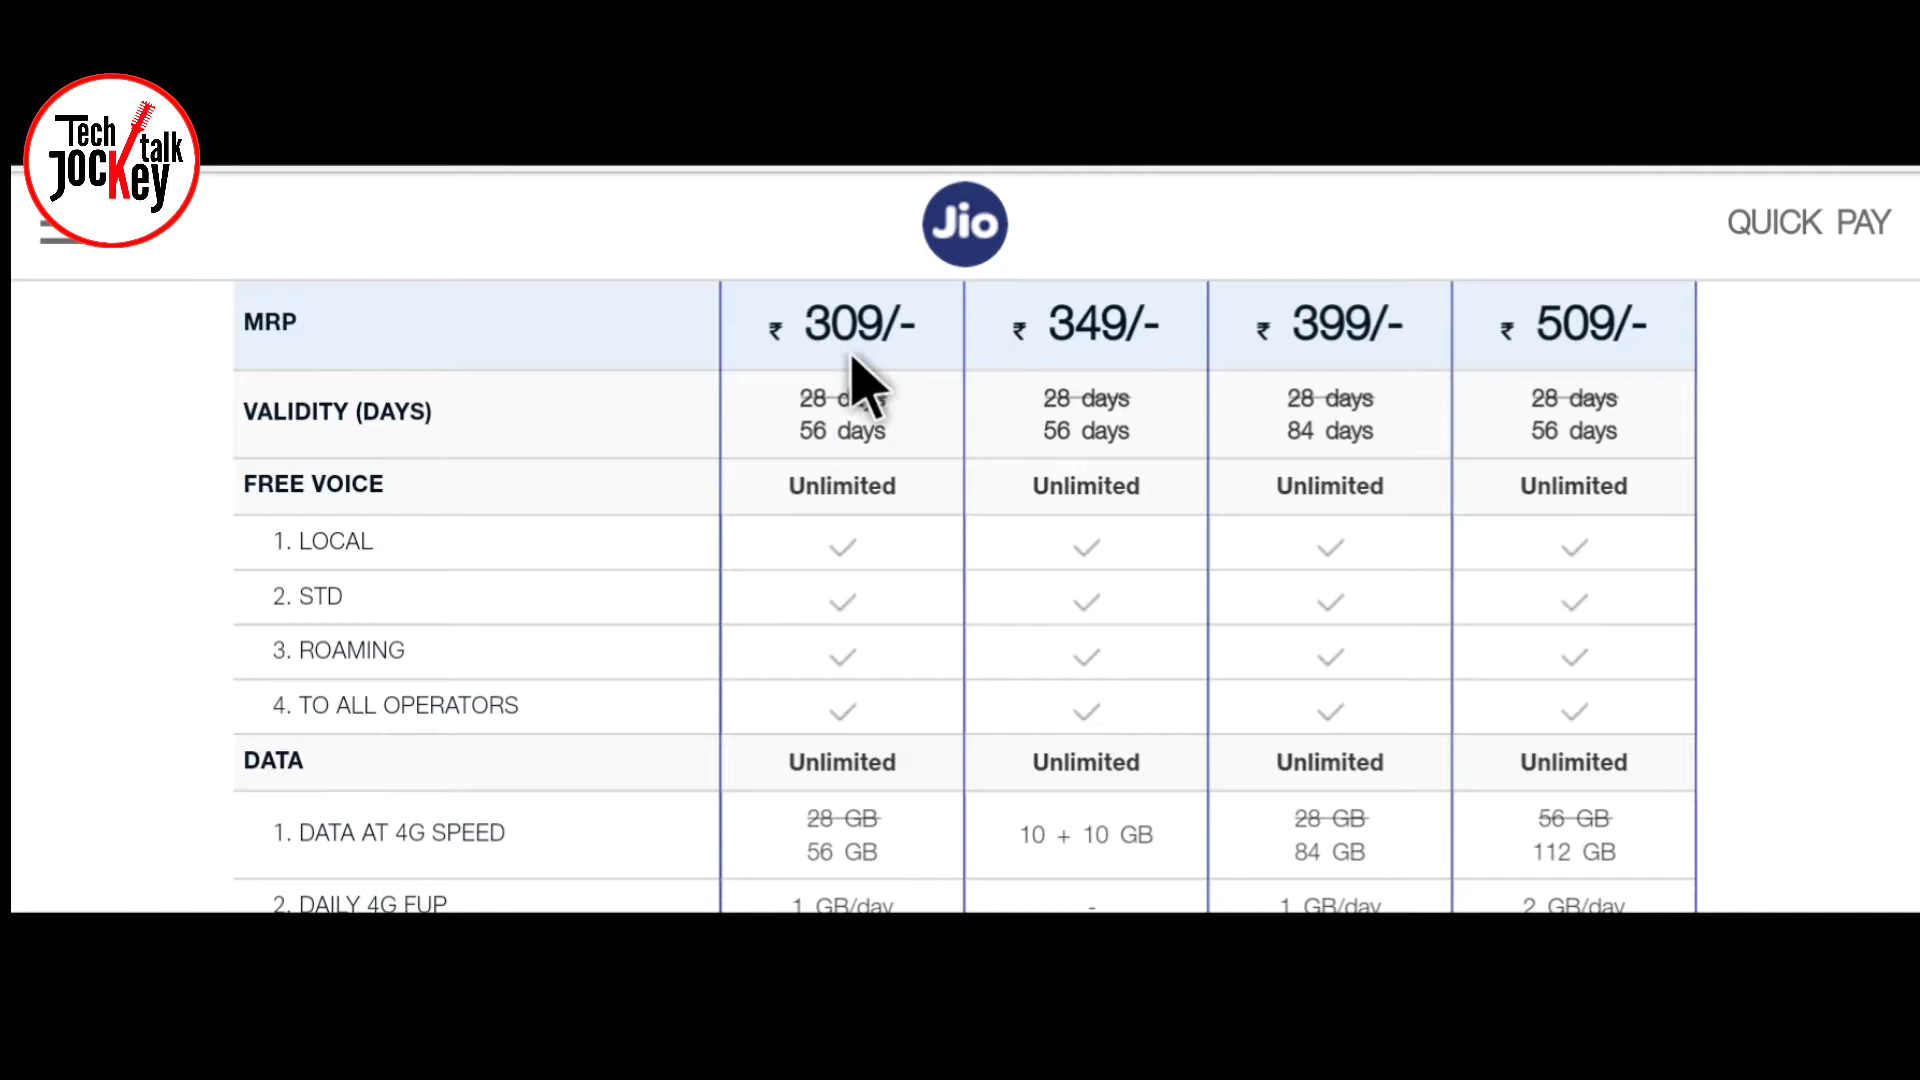 Tech
talk
JOCKEY
Jio
QUICK PAY
MRP ₹ 309/- ₹ 349/- ₹ 399/- ₹ 509/-
28 days 28 days 28 days 28 days
VALIDITY (DAYS)
56 days 56 days 84 days 56 days
FREE VOICE Unlimited Unlimited Unlimited Unlimited
1. LOCAL
2. STD
3. ROAMING
4. TO ALL OPERATORS
DATA Unlimited Unlimited Unlimited Unlimited
28 GB 28 GB 56 GB
1. DATA AT 4G SPEED 10 + 10 GB
56 GB 84 GB 112 GB
2. DAILY 4G FUP 1 GB/day - 1 GB/day 2 GB/day